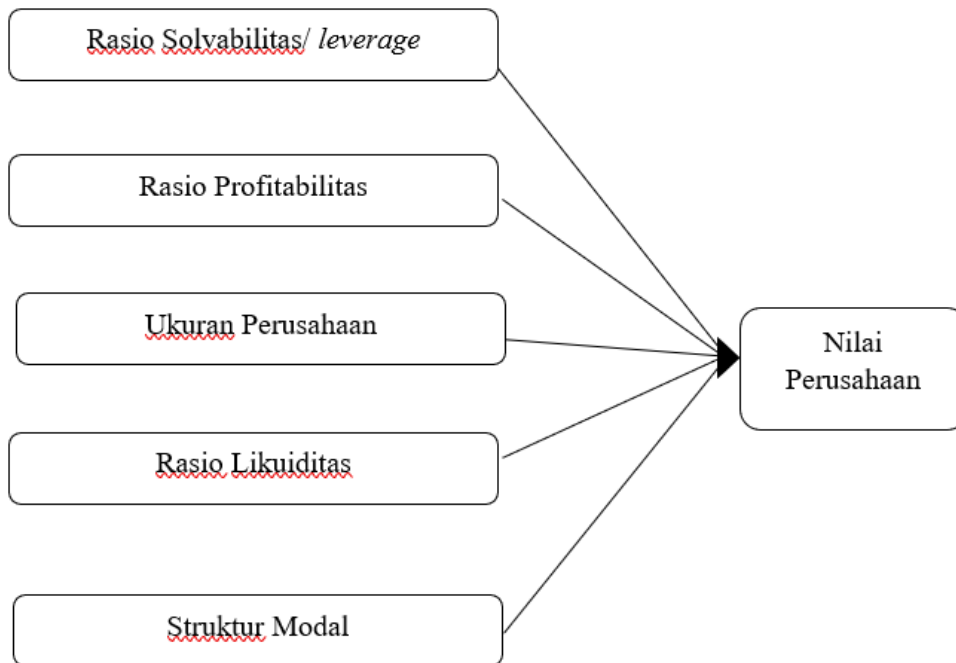 Rasio Solvabilitas/ leverage
Rasio Profitabilitas
Ukuran Perusahaan
Nilai
Perusahaan
Rasio Likuiditas
Struktur Modal